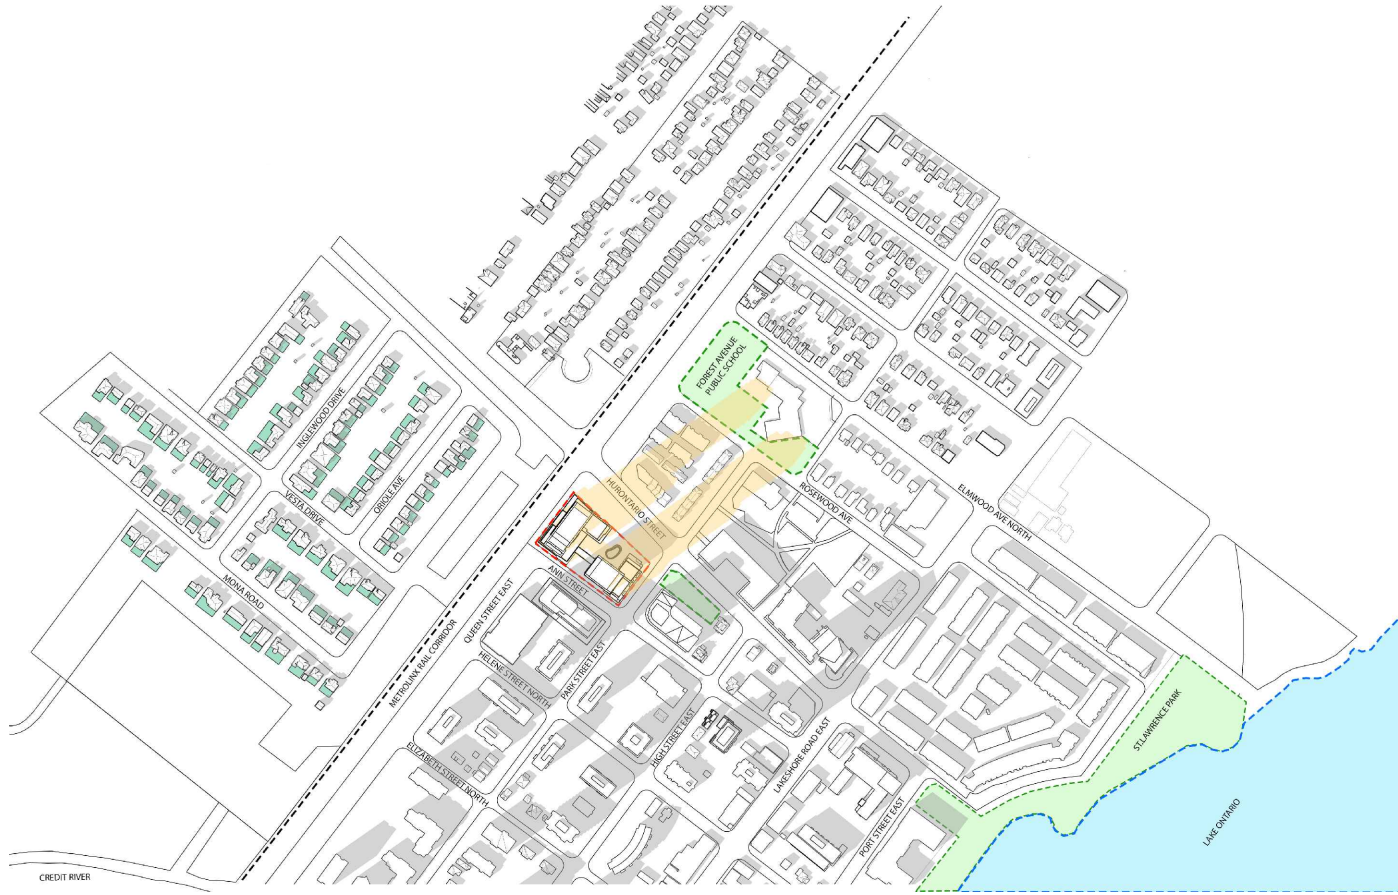 FOREST AVENUE
PUBLIC SCHOOL
INGLEWOOD DRIVE
ORIOLE AVE
VESTA DRIVE
HURONTARIO STREET
ROSEWOOD AVE
ELMWOOD AVE NORTH
MONA ROAD
ANN STREET
QUEEN STREET EAST
METROLINX RAIL CORRIDOR
HELENE STREET NORTH
PARK STREET EAST
HIGH STREET EAST
ELIZABETH STREET NORTH
LAKESHORE ROAD EAST
ST.LAWRENCE PARK
PORT STREET EAST
LAKE ONTARIO
CREDIT RIVER